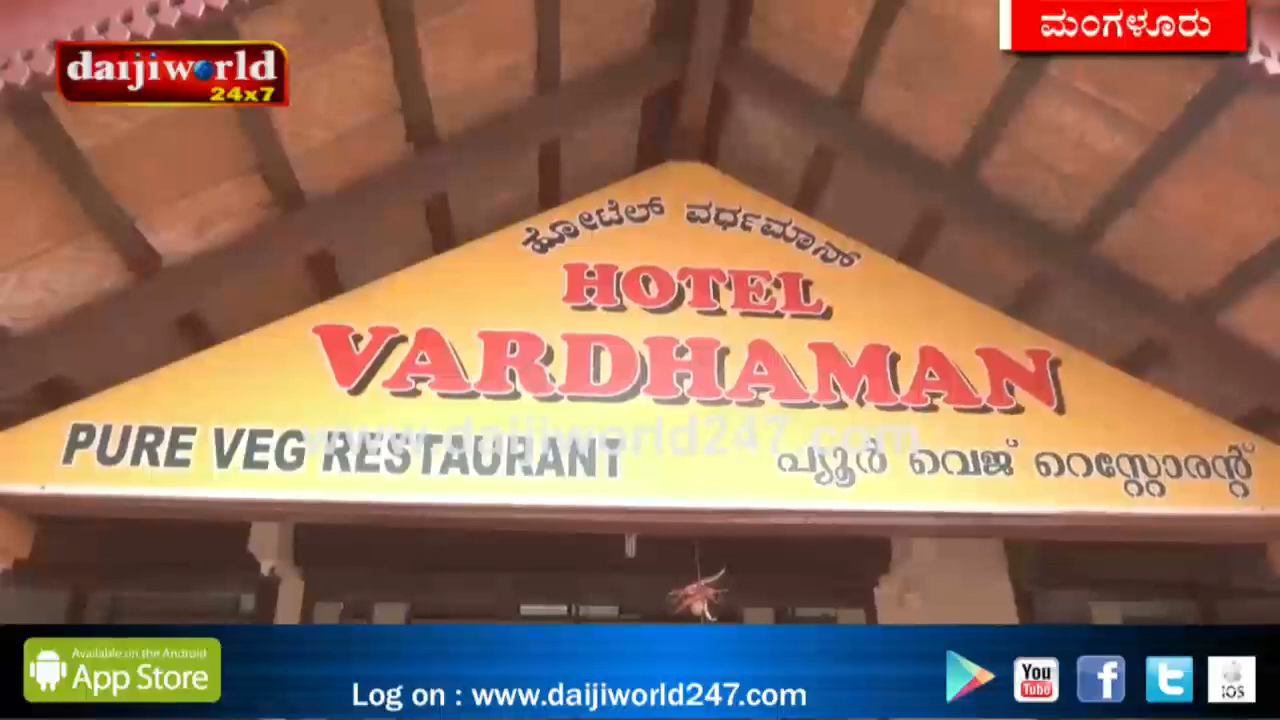 daijiworld
24x7
ಮಂಗಳೂರು
ಹೋಟೆಲ್ ವರ್ಧಮಾನ್
HOTEL
VARDHAMAN
PURE VEG RESTAURANT
പ്യൂർ വെജ് റെസ്റ്റോരന്റ്
www.daijiworld247.com
Available on the Android
App Store
Log on : www.daijiworld247.com
You
Tube
f
t
iOS